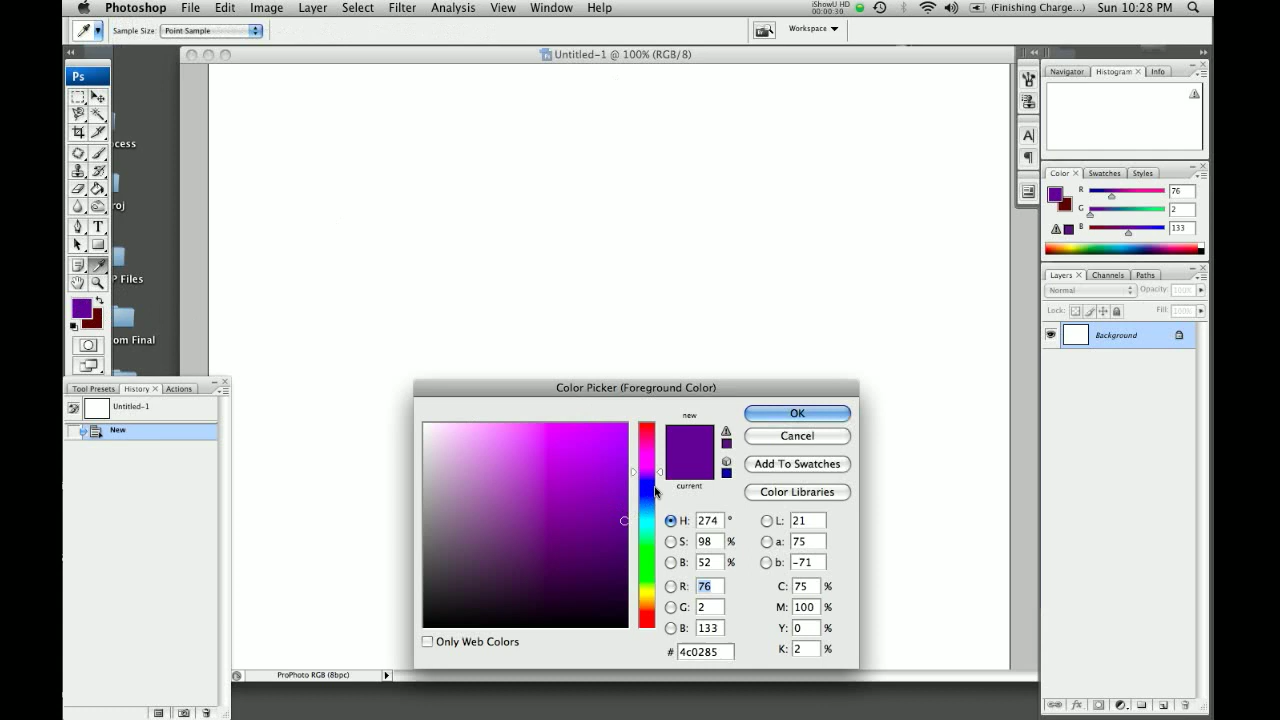 Photoshop File Edit Image Layer Select Filter Analysis View Window Help iShowU HD 00:00:30 (Finishing Charge...) Sun 10:28 PM
Sample Size: Point Sample Workspace
Untitled-1 @ 100% (RGB/8)
Ps
Navigator Histogram Info
cess
A
T
roj
P Files
om Final
Color Swatches Styles
R 76
G 2
B 133
Layers Channels Paths
Normal Opacity: 100%
Lock: Fill: 100%
Background
Tool Presets History Actions
Untitled-1
New
Color Picker (Foreground Color)
new
current
OK
Cancel
Add To Swatches
Color Libraries
H: 274 ° L: 21
S: 98 % a: 75
B: 52 % b: -71
R: 76 C: 75 %
G: 2 M: 100 %
B: 133 Y: 0 %
# 4c0285 K: 2 %
Only Web Colors
ProPhoto RGB (8bpc)
fx